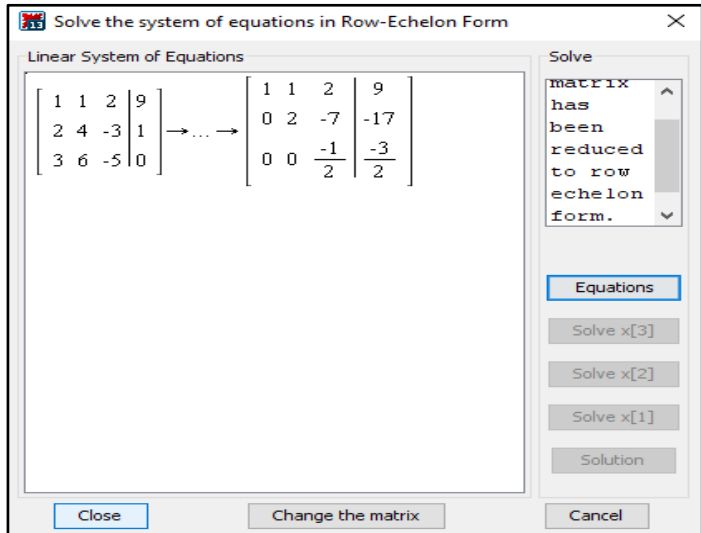 Solve the system of equations in Row-Echelon Form
Linear System of Equations
1 1 2 | 9
2 4 -3 | 1
3 6 -5 | 0
→...→
1 1 2 | 9
0 2 -7 | -17
0 0 -1/2 | -3/2
Solve
matrix
has
been
reduced
to row
echelon
form.
Equations
Solve x[3]
Solve x[2]
Solve x[1]
Solution
Close
Change the matrix
Cancel